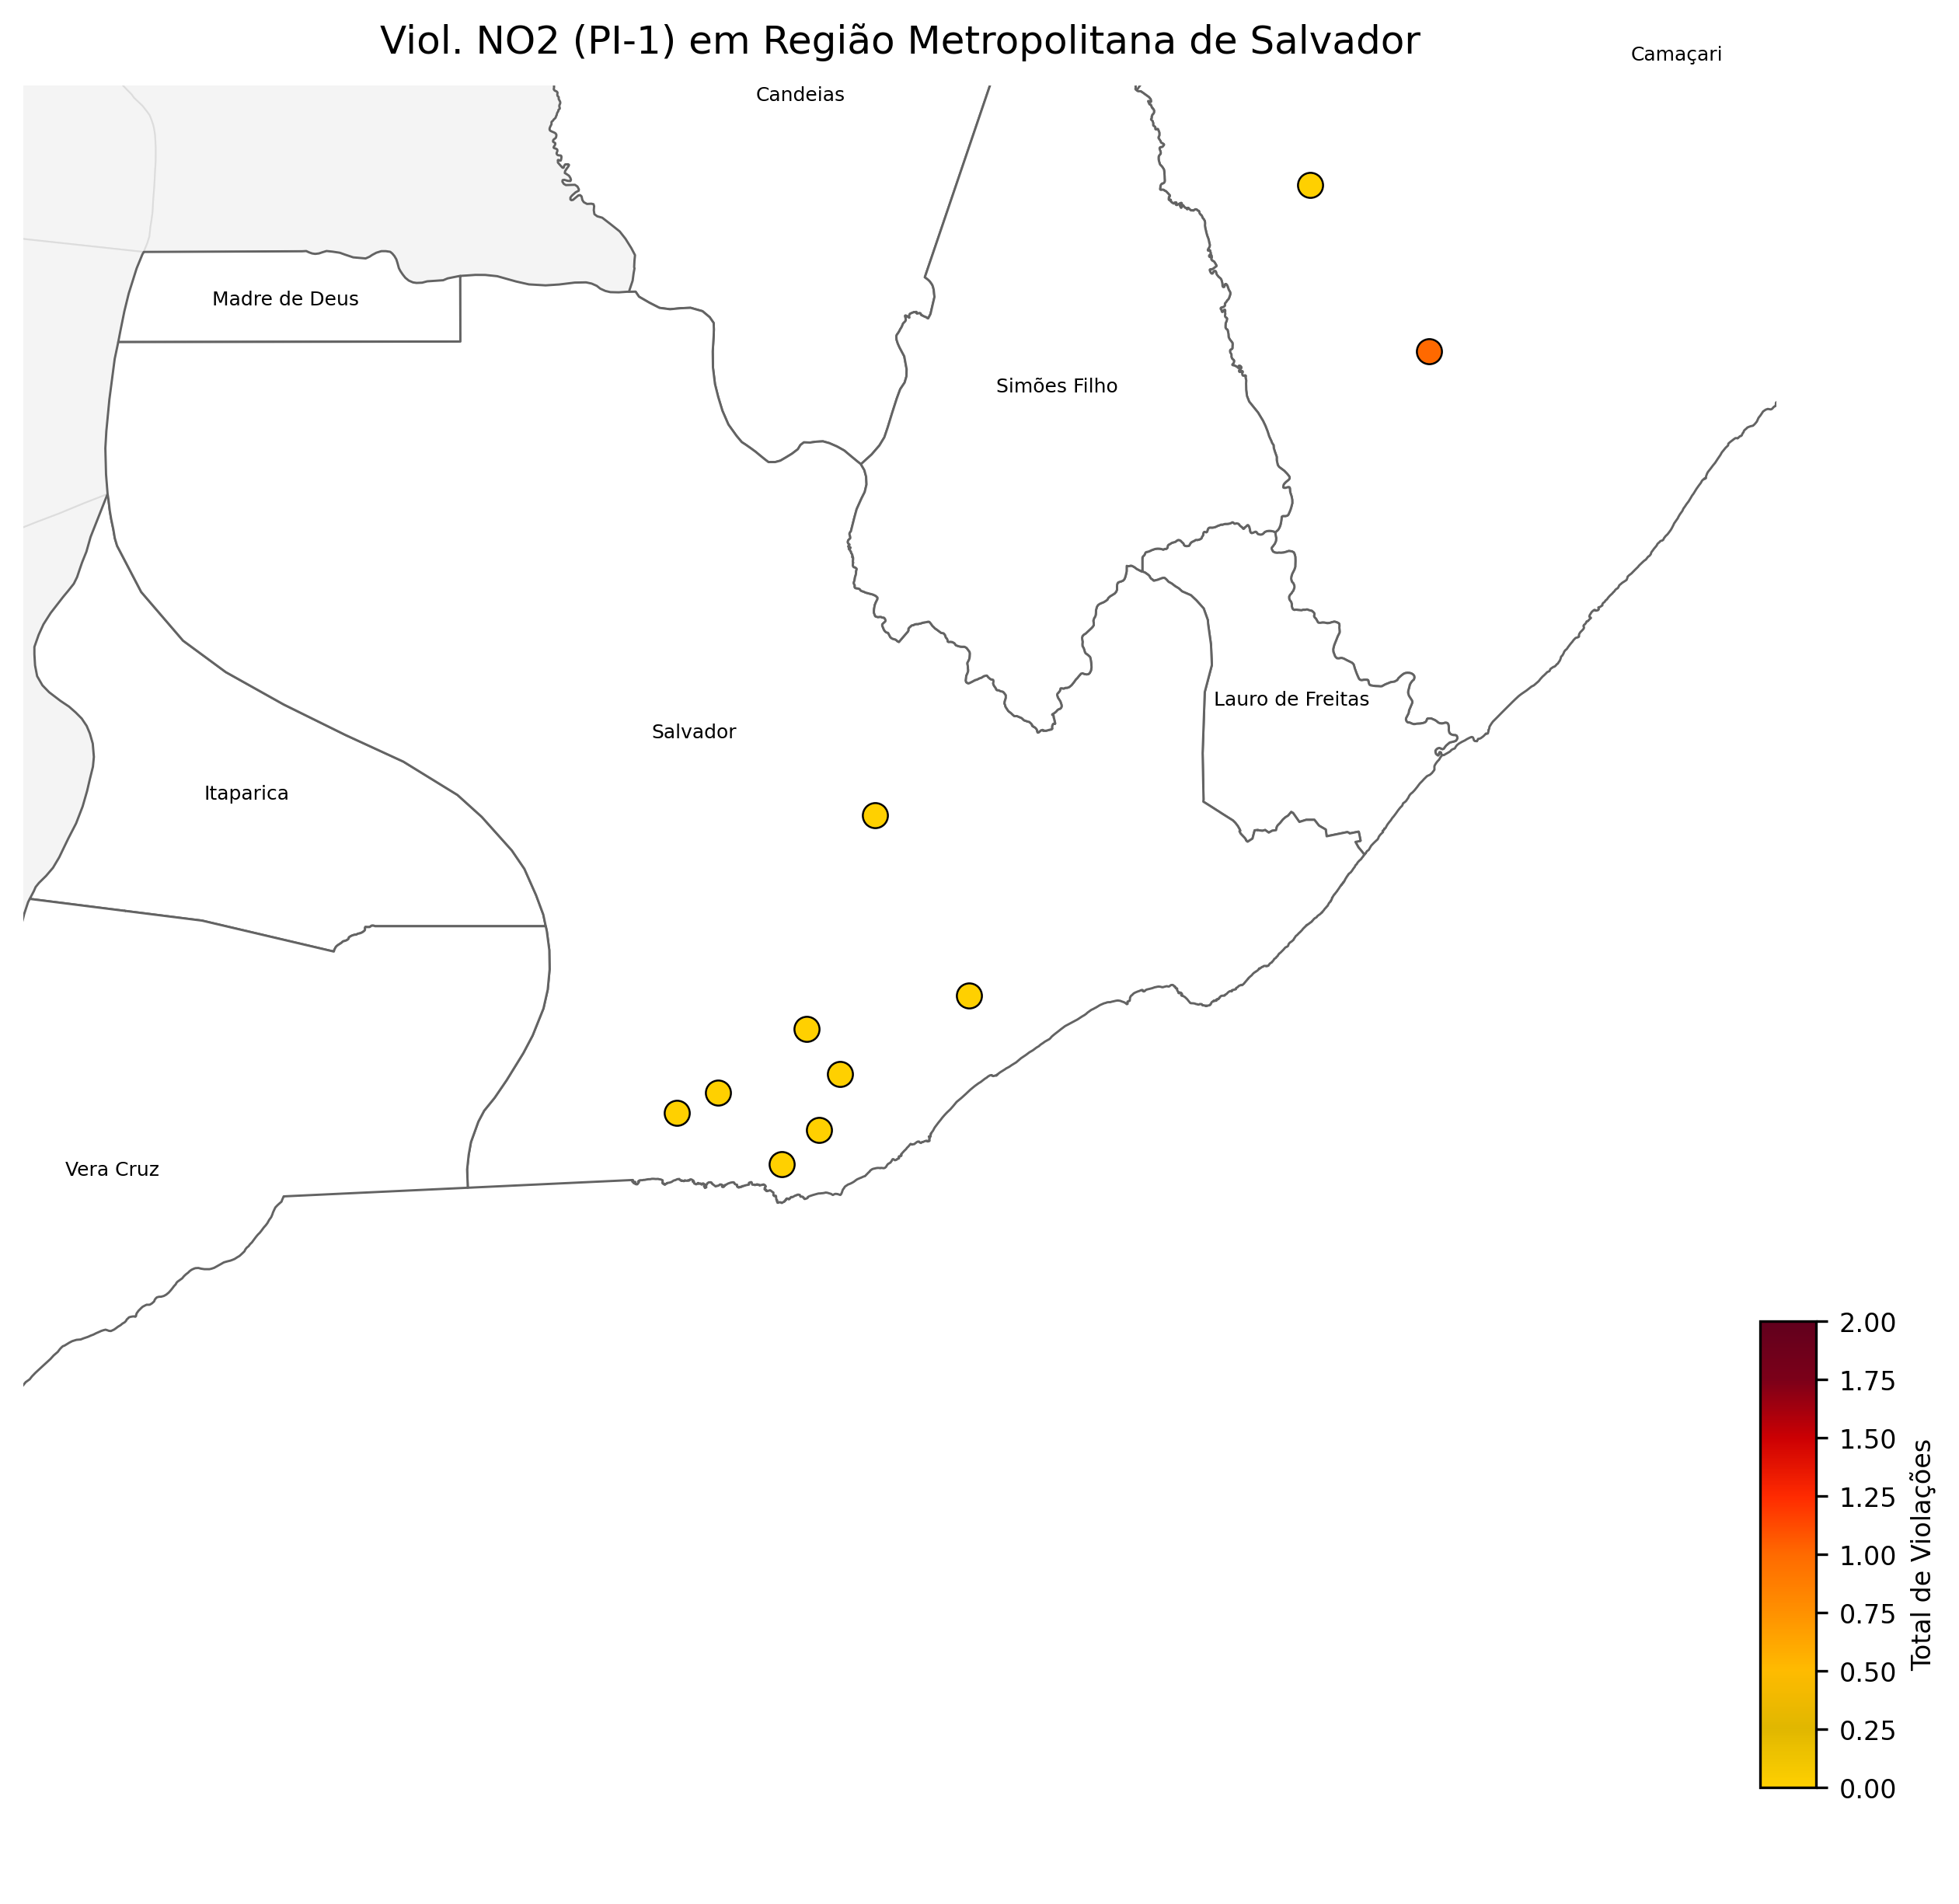 Viol. NO2 (PI-1) em Região Metropolitana de Salvador
Camaçari
Candeias
Madre de Deus
Simões Filho
Lauro de Freitas
Salvador
Itaparica
Vera Cruz
2.00
1.75
1.50
1.25
1.00
0.75
0.50
0.25
0.00
Total de Violações